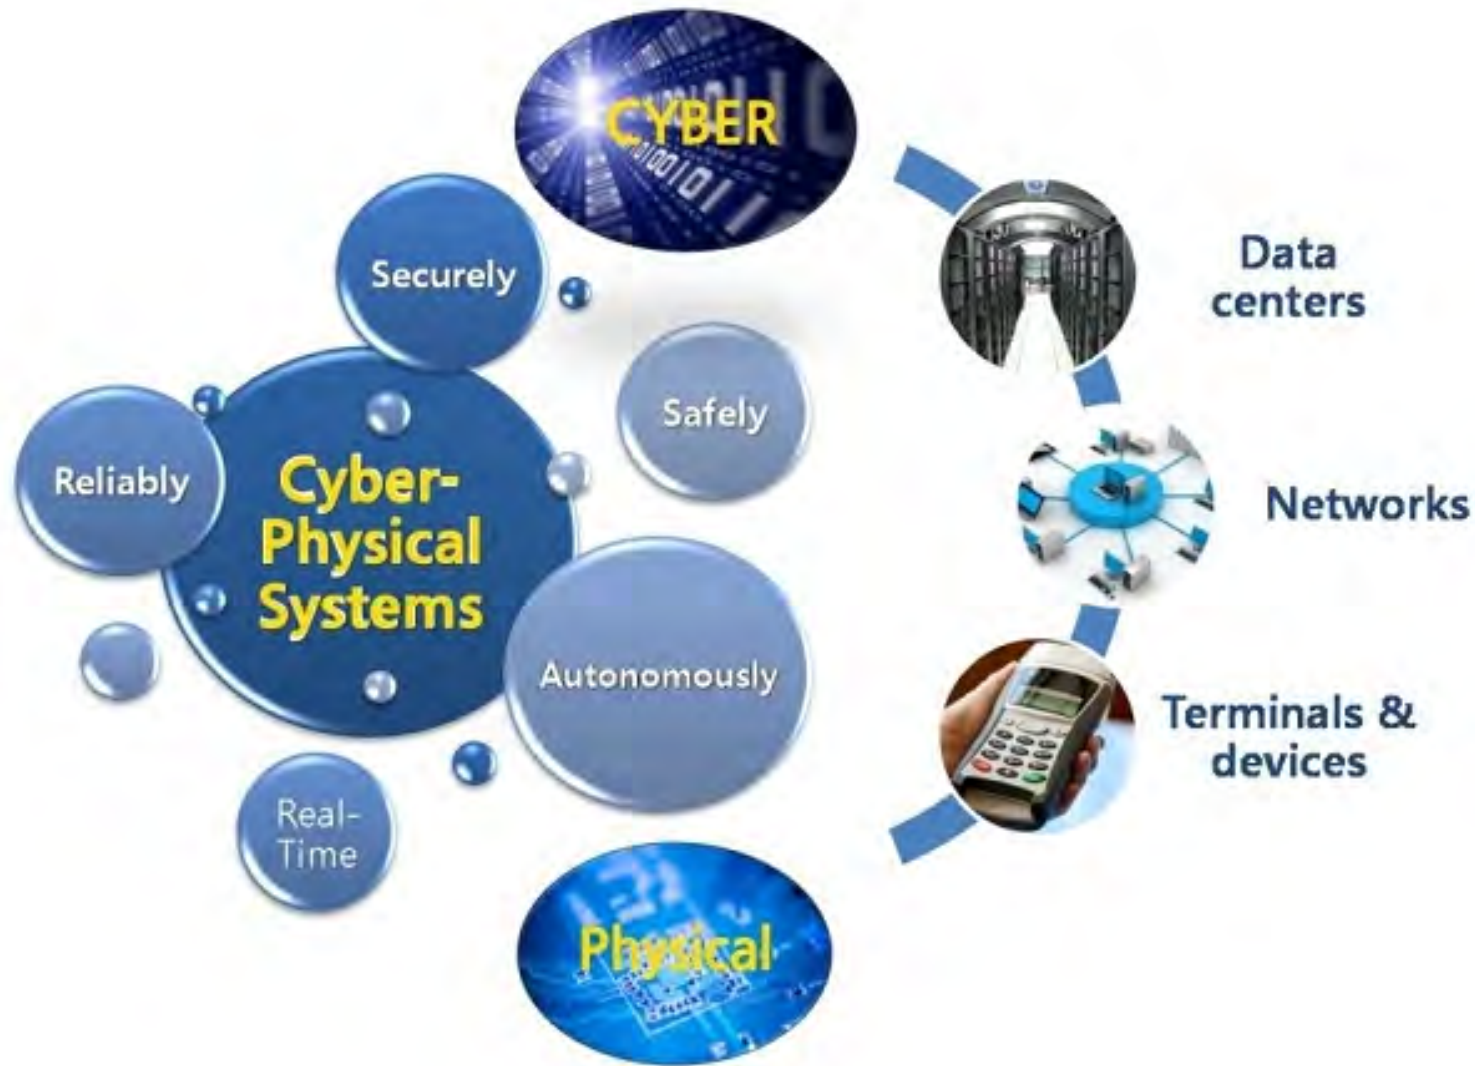 CYBER
Securely
Safely
Reliably
Cyber-
Physical
Systems
Autonomously
Real-
Time
Physical
Data
centers
Networks
Terminals &
devices